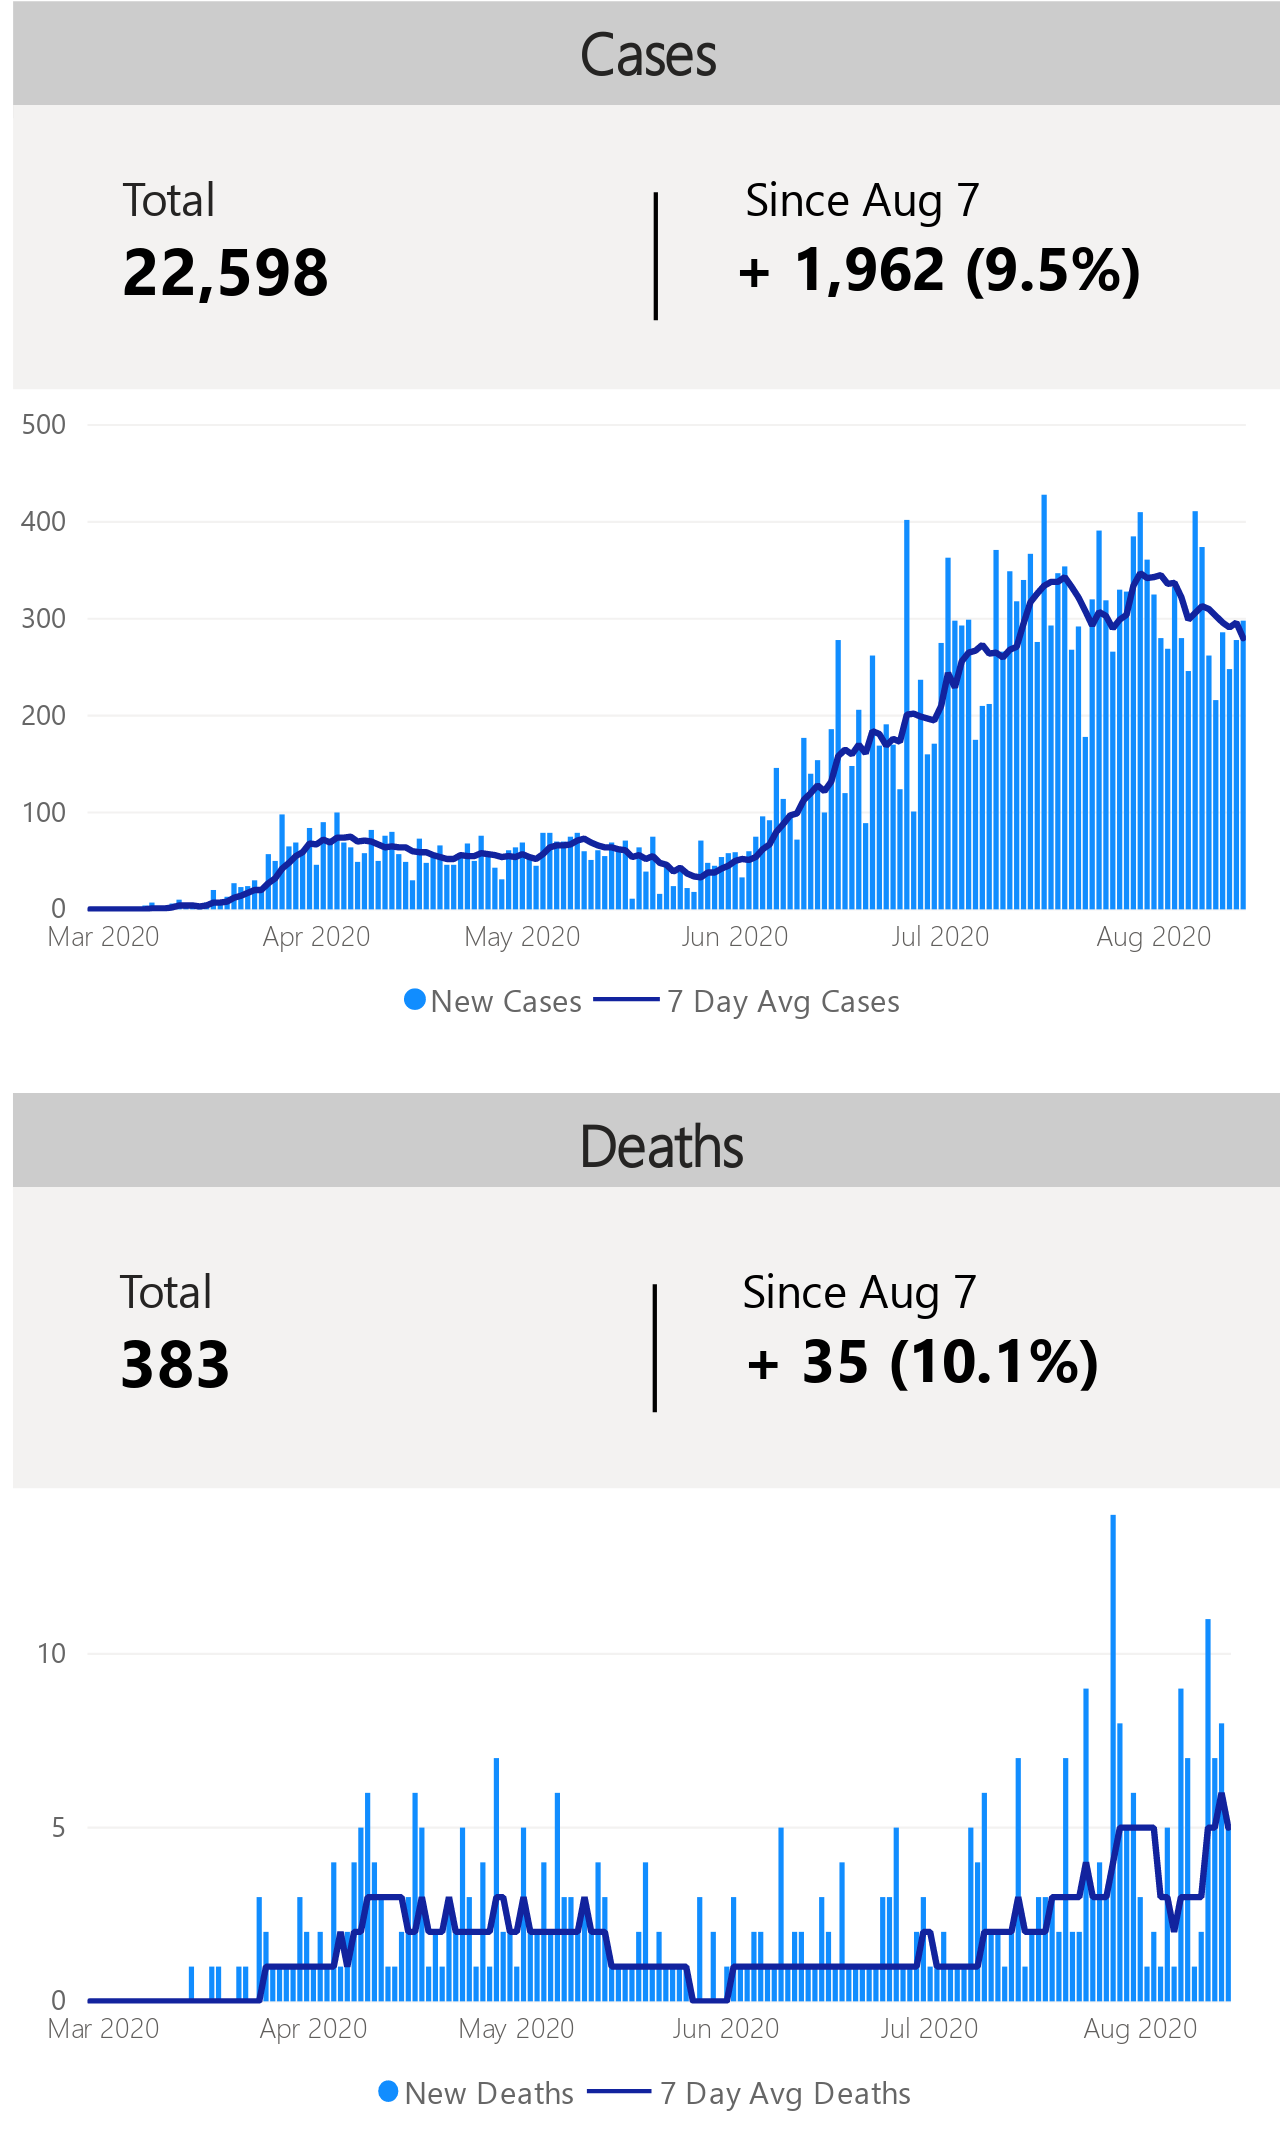 Cases
Total
22,598
Since Aug 7
+ 1,962 (9.5%)
500
400
300
200
100
0
Mar 2020 Apr 2020 May 2020 Jun 2020 Jul 2020 Aug 2020
New Cases 7 Day Avg Cases
Deaths
Total
383
Since Aug 7
+ 35 (10.1%)
10
5
0
Mar 2020 Apr 2020 May 2020 Jun 2020 Jul 2020 Aug 2020
New Deaths 7 Day Avg Deaths